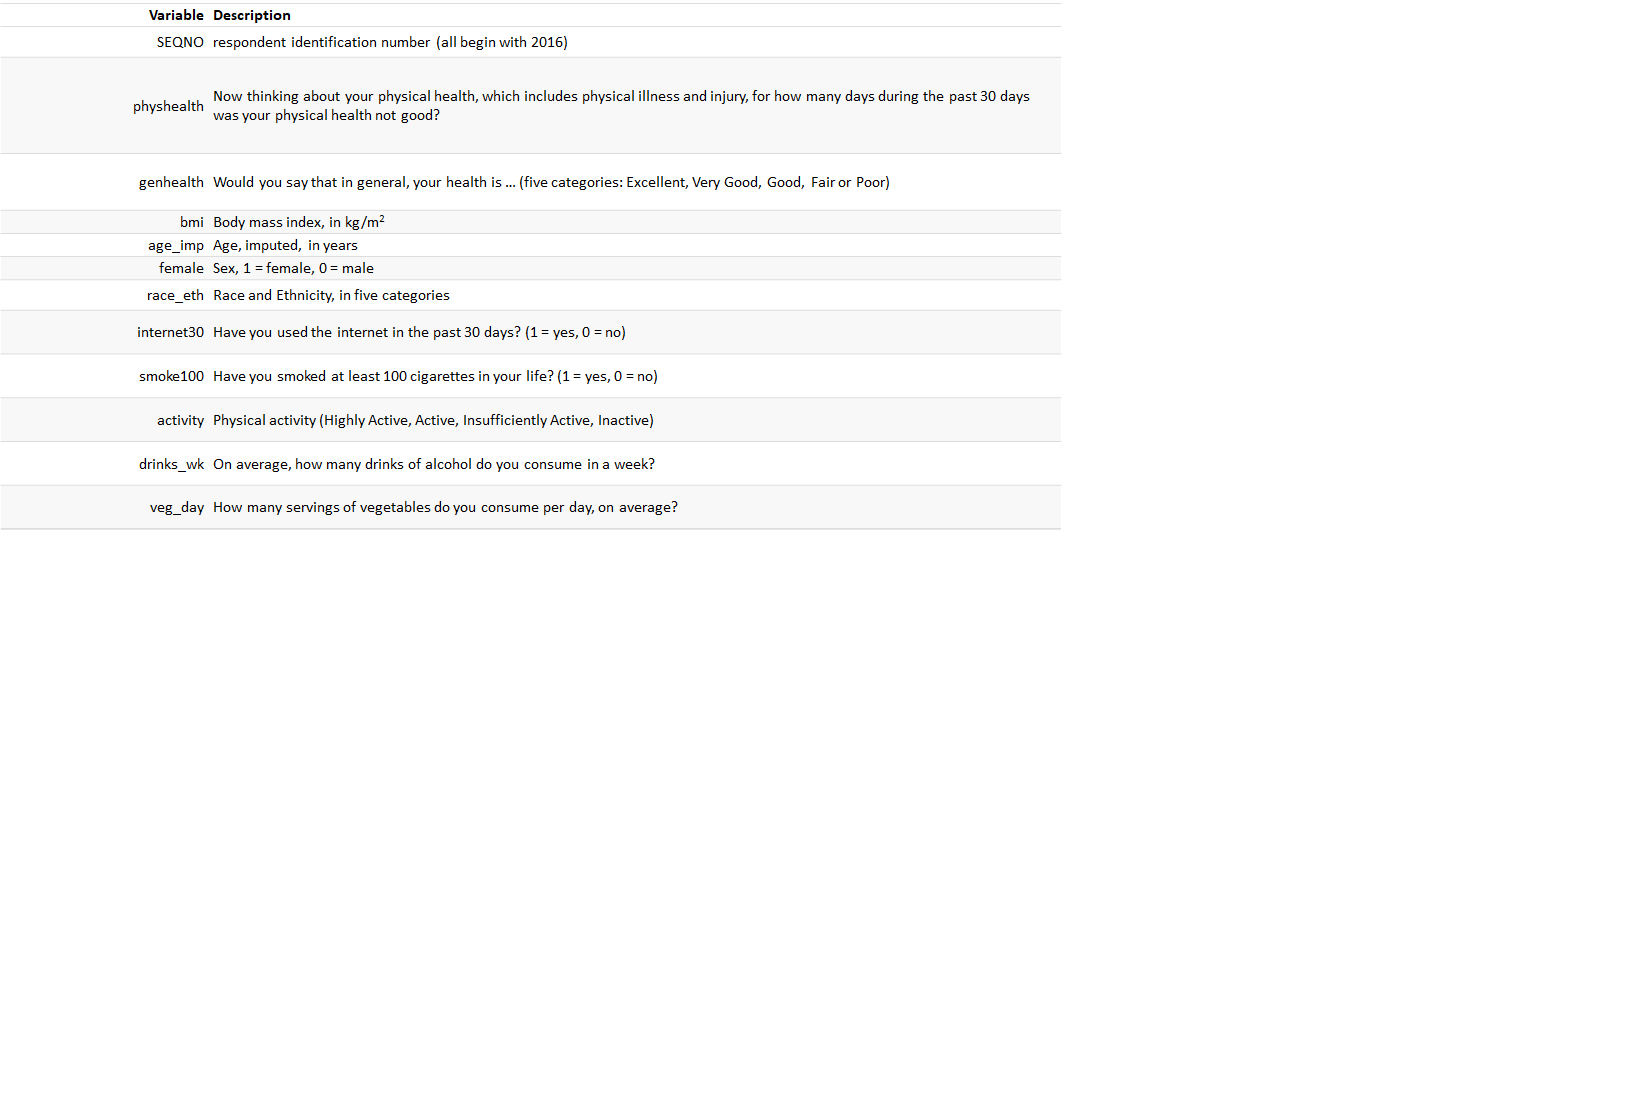 Variable Description
SEQNO respondent identification number (all begin with 2016)
physhealth Now thinking about your physical health, which includes physical illness and injury, for how many days during the past 30 days
was your physical health not good?
genhealth Would you say that in general, your health is ... (five categories: Excellent, Very Good, Good, Fair or Poor)
bmi Body mass index, in kg/m²
age_imp Age, imputed, in years
female Sex, 1 = female, 0 = male
race_eth Race and Ethnicity, in five categories
internet30 Have you used the internet in the past 30 days? (1 = yes, 0 = no)
smoke100 Have you smoked at least 100 cigarettes in your life? (1 = yes, 0 = no)
activity Physical activity (Highly Active, Active, Insufficiently Active, Inactive)
drinks_wk On average, how many drinks of alcohol do you consume in a week?
veg_day How many servings of vegetables do you consume per day, on average?